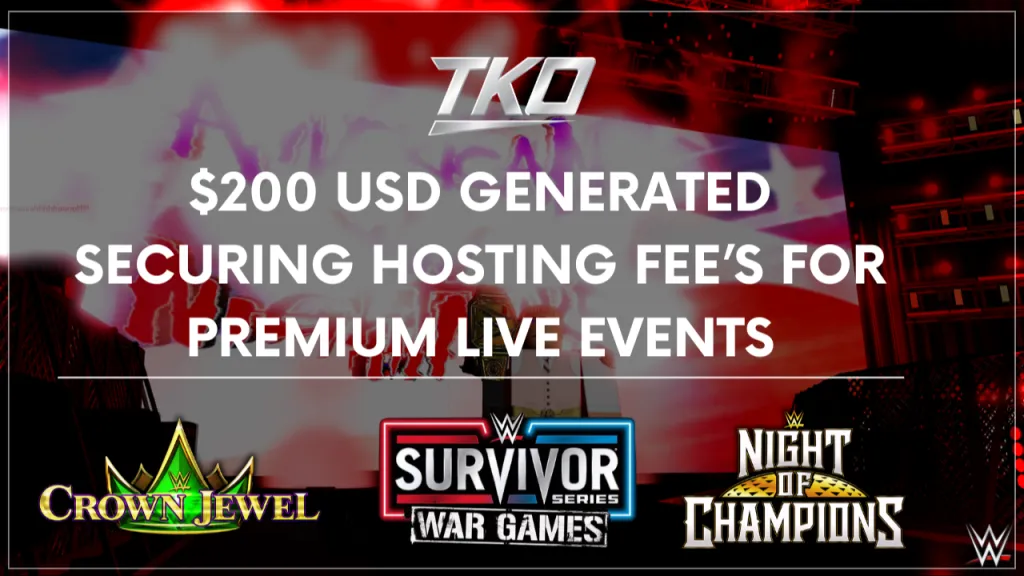 TKO
$200 USD GENERATED
SECURING HOSTING FEE’S FOR
PREMIUM LIVE EVENTS
CROWN JEWEL
W
SURVIVOR
SERIES
WAR GAMES
W
NIGHT
OF
CHAMPIONS
W